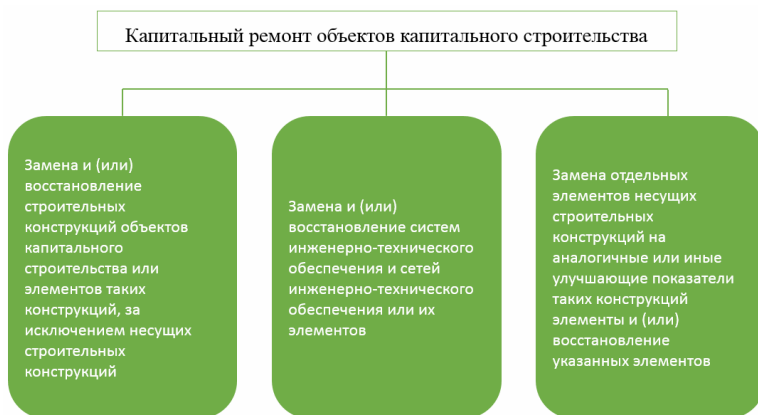 Капитальный ремонт объектов капитального строительства
Замена и (или)
восстановление
строительных
конструкций объектов
капитального
строительства или
элементов таких
конструкций, за
исключением несущих
строительных
конструкций
Замена и (или)
восстановление систем
инженерно-технического
обеспечения и сетей
инженерно-технического
обеспечения или их
элементов
Замена отдельных
элементов несущих
строительных
конструкций на
аналогичные или иные
улучшающие показатели
таких конструкций
элементы и (или)
восстановление
указанных элементов